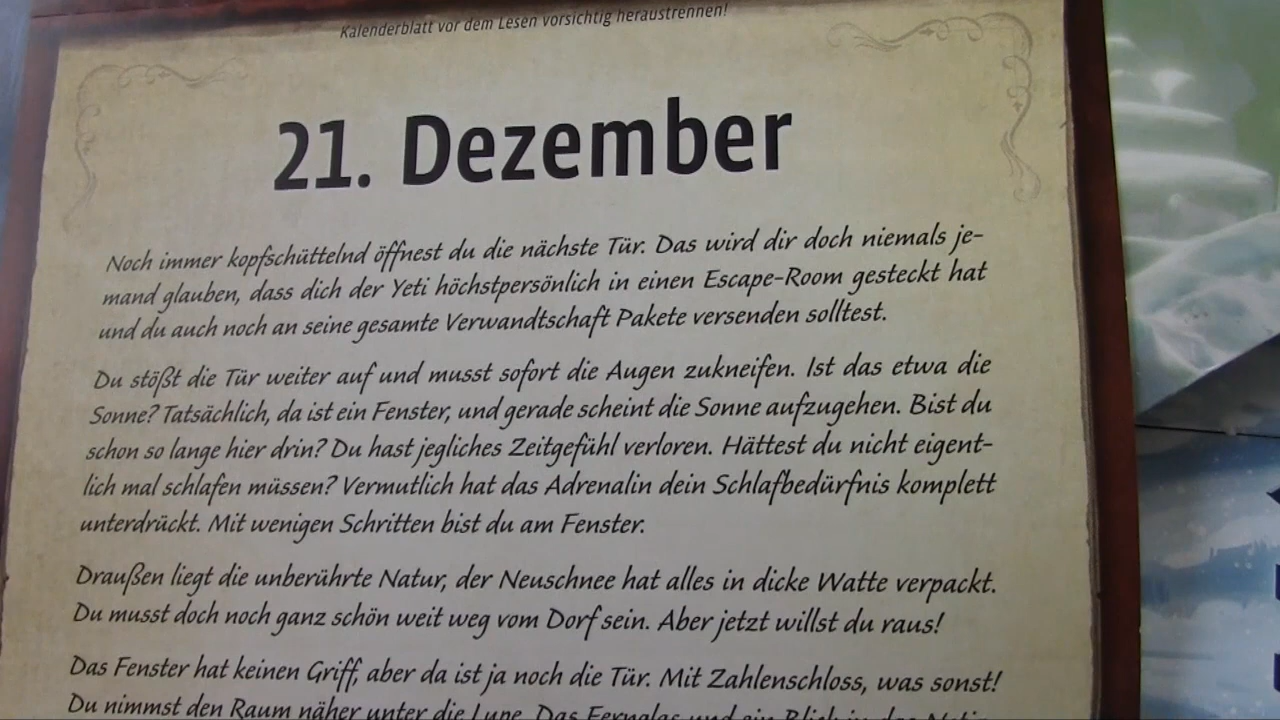 Kalenderblatt vor dem Lesen vorsichtig heraustrennen!
21. Dezember
Noch immer kopfschüttelnd öffnest du die nächste Tür. Das wird dir doch niemals je-
mand glauben, dass dich der Yeti höchstpersönlich in einen Escape-Room gesteckt hat
und du auch noch an seine gesamte Verwandtschaft Pakete versenden solltest.
Du stößt die Tür weiter auf und musst sofort die Augen zukneifen. Ist das etwa die
Sonne? Tatsächlich, da ist ein Fenster, und gerade scheint die Sonne aufzugehen. Bist du
schon so lange hier drin? Du hast jegliches Zeitgefühl verloren. Hättest du nicht eigent-
lich mal schlafen müssen? Vermutlich hat das Adrenalin dein Schlafbedürfnis komplett
unterdrückt. Mit wenigen Schritten bist du am Fenster.
Draußen liegt die unberührte Natur, der Neuschnee hat alles in dicke Watte verpackt.
Du musst doch noch ganz schön weit weg vom Dorf sein. Aber jetzt willst du raus!
Das Fenster hat keinen Griff, aber da ist ja noch die Tür. Mit Zahlenschloss, was sonst!
Du nimmst den Raum näher unter die Lupe. Das Fernglas und ein Blick in das